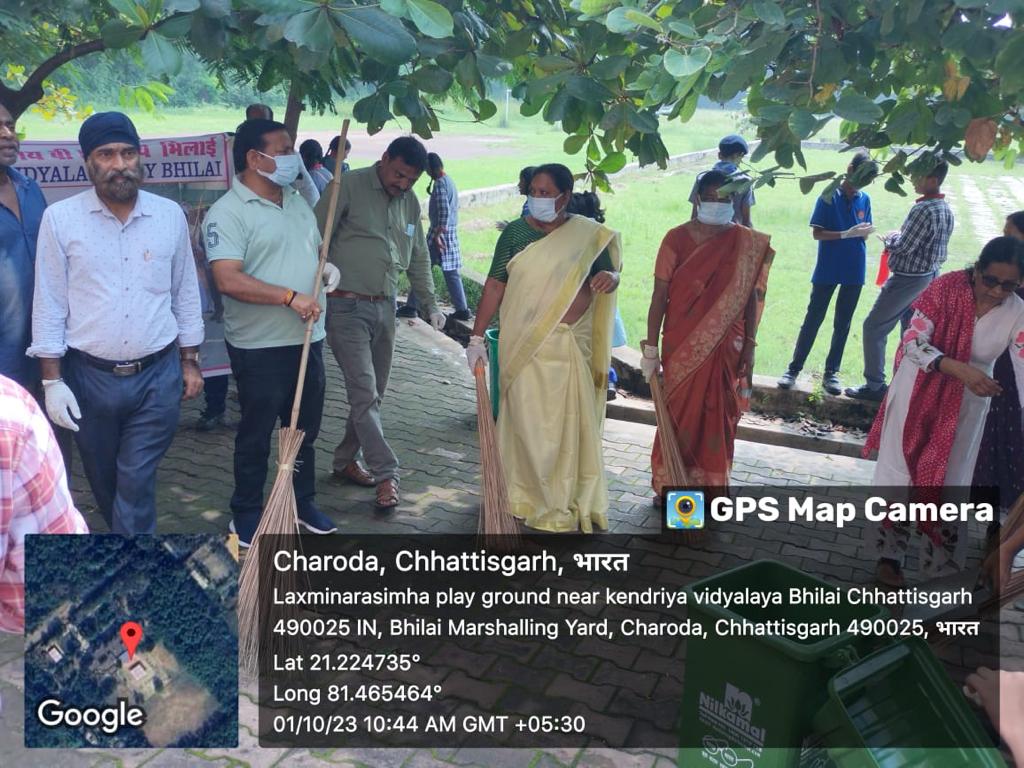 भिलाई
BHILAI
5
GPS Map Camera
Charoda, Chhattisgarh, भारत
Laxminarasimha play ground near kendriya vidyalaya Bhilai Chhattisgarh
490025 IN, Bhilai Marshalling Yard, Charoda, Chhattisgarh 490025, भारत
Lat 21.224735°
Long 81.465464°
01/10/23 10:44 AM GMT +05:30
Google
Nilkamal